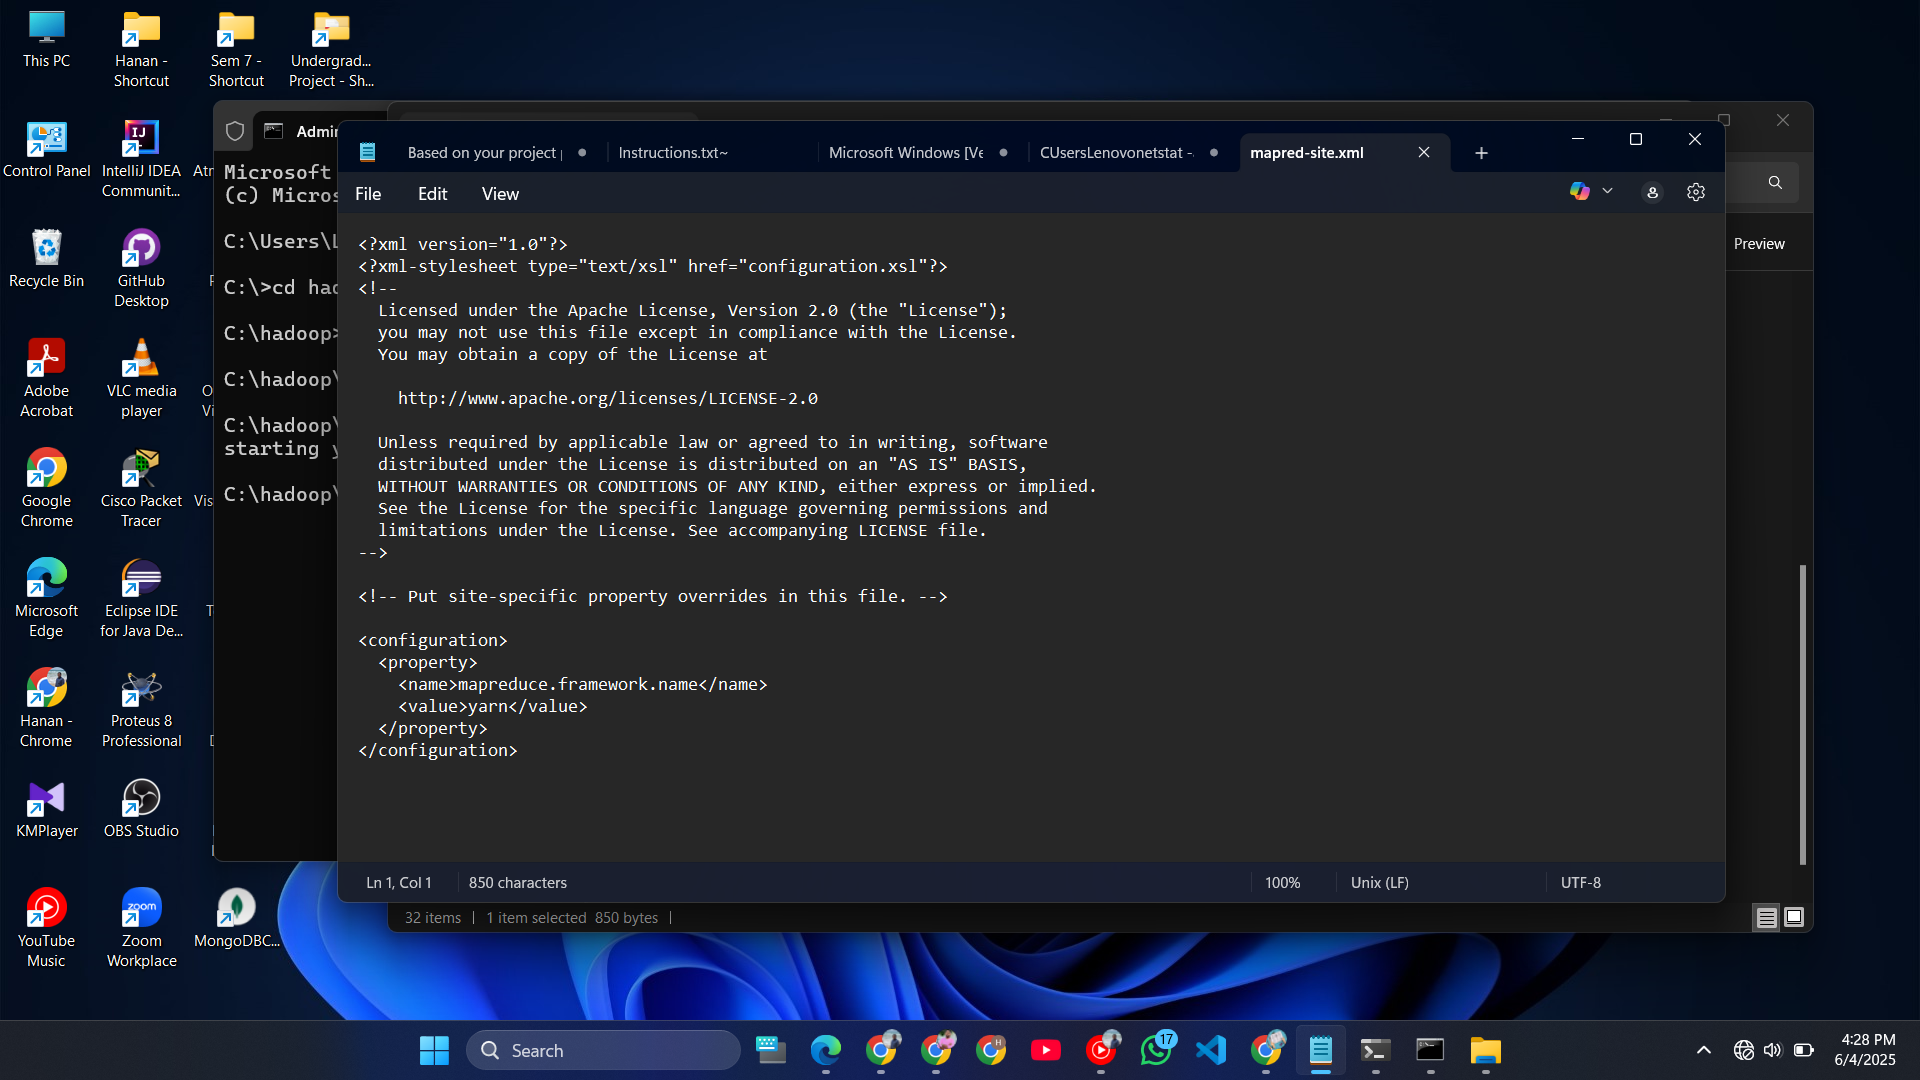 This PC
Hanan -
Shortcut
Sem 7 -
Shortcut
Undergrad...
Project - Sh...
Control Panel
IntelliJ IDEA
Communit...
Recycle Bin
GitHub
Desktop
Adobe
Acrobat
VLC media
player
Google
Chrome
Cisco Packet
Tracer
Microsoft
Edge
Eclipse IDE
for Java De...
Hanan -
Chrome
Proteus 8
Professional
KMPlayer
OBS Studio
YouTube
Music
Zoom
Workplace
MongoDBC...
Microsoft
C:\>cd
C:\hadoop>
C:\hadoop\
C:\hadoop\
starting
C:\hadoop\
Based on your project
Instructions.txt~
Microsoft Windows
CUsersLenovonetstat -
mapred-site.xml
File Edit View
<?xml version="1.0"?>
<?xml-stylesheet type="text/xsl" href="configuration.xsl"?>
<!--
Licensed under the Apache License, Version 2.0 (the "License");
you may not use this file except in compliance with the License.
You may obtain a copy of the License at
http://www.apache.org/licenses/LICENSE-2.0
Unless required by applicable law or agreed to in writing, software
distributed under the License is distributed on an "AS IS" BASIS,
WITHOUT WARRANTIES OR CONDITIONS OF ANY KIND, either express or implied.
See the License for the specific language governing permissions and
limitations under the License. See accompanying LICENSE file.
-->
<!-- Put site-specific property overrides in this file. -->
<configuration>
<property>
<name>mapreduce.framework.name</name>
<value>yarn</value>
</property>
</configuration>
Ln 1, Col 1
850 characters
100%
Unix (LF)
UTF-8
Preview
32 items
1 item selected 850 bytes
Search
17
4:28 PM
6/4/2025